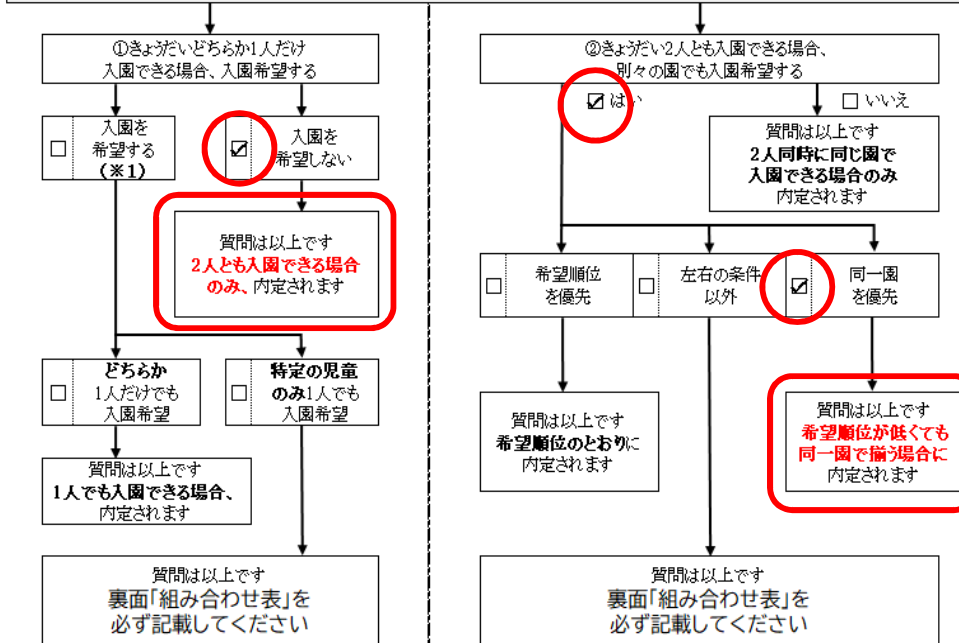 ①きょうだいどちらか1人だけ
入園できる場合、入園希望する
☐
入園を
希望する
(※1)
☑
入園を
希望しない
質問は以上です
2人とも入園できる場合
のみ、内定されます
☐
どちらか
1人だけでも
入園希望
☐
特定の児童
のみ1人でも
入園希望
質問は以上です
1人でも入園できる場合、
内定されます
質問は以上です
裏面「組み合わせ表」を
必ず記載してください
②きょうだい2人とも入園できる場合、
別々の園でも入園希望する
☑ はい
☐ いいえ
質問は以上です
2人同時に同じ園で
入園できる場合のみ
内定されます
☐
希望順位
を優先
☐
左右の条件
以外
☑
同一園
を優先
質問は以上です
希望順位のとおりに
内定されます
質問は以上です
希望順位が低くても
同一園で揃う場合に
内定されます
質問は以上です
裏面「組み合わせ表」を
必ず記載してください